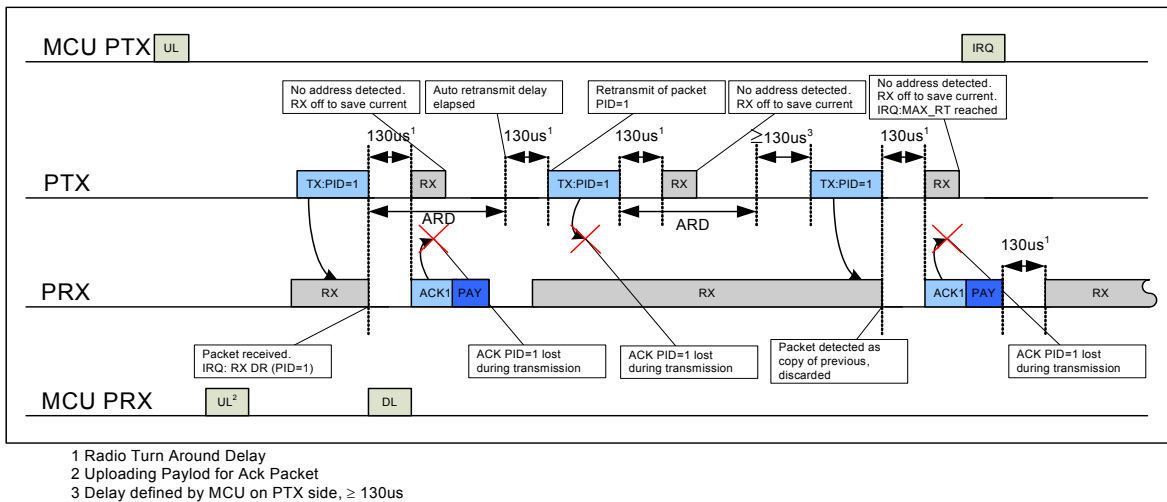 MCU PTX
UL
IRQ
No address detected.
RX off to save current
Auto retransmit delay
elapsed
Retransmit of packet
PID=1
No address detected.
RX off to save current
No address detected.
RX off to save current.
IRQ:MAX_RT reached
130us¹
130us¹
130us¹
≥130us³
130us¹
PTX
TX:PID=1
RX
TX:PID=1
RX
TX:PID=1
RX
ARD
ARD
130us¹
PRX
RX
ACK1
PAY
RX
ACK1
PAY
RX
Packet received.
IRQ: RX DR (PID=1)
ACK PID=1 lost
during transmission
ACK PID=1 lost
during transmission
Packet detected as
copy of previous,
discarded
ACK PID=1 lost
during transmission
MCU PRX
UL²
DL
1 Radio Turn Around Delay
2 Uploading Paylod for Ack Packet
3 Delay defined by MCU on PTX side, ≥ 130us